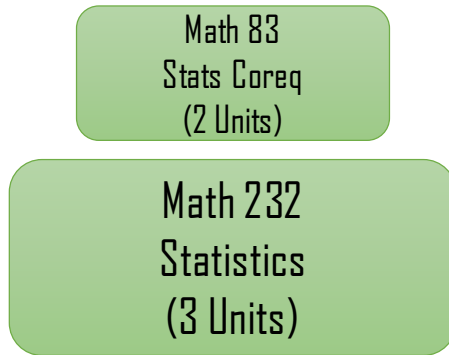 Math 83
Stats Coreq
(2 Units)
Math 232
Statistics
(3 Units)